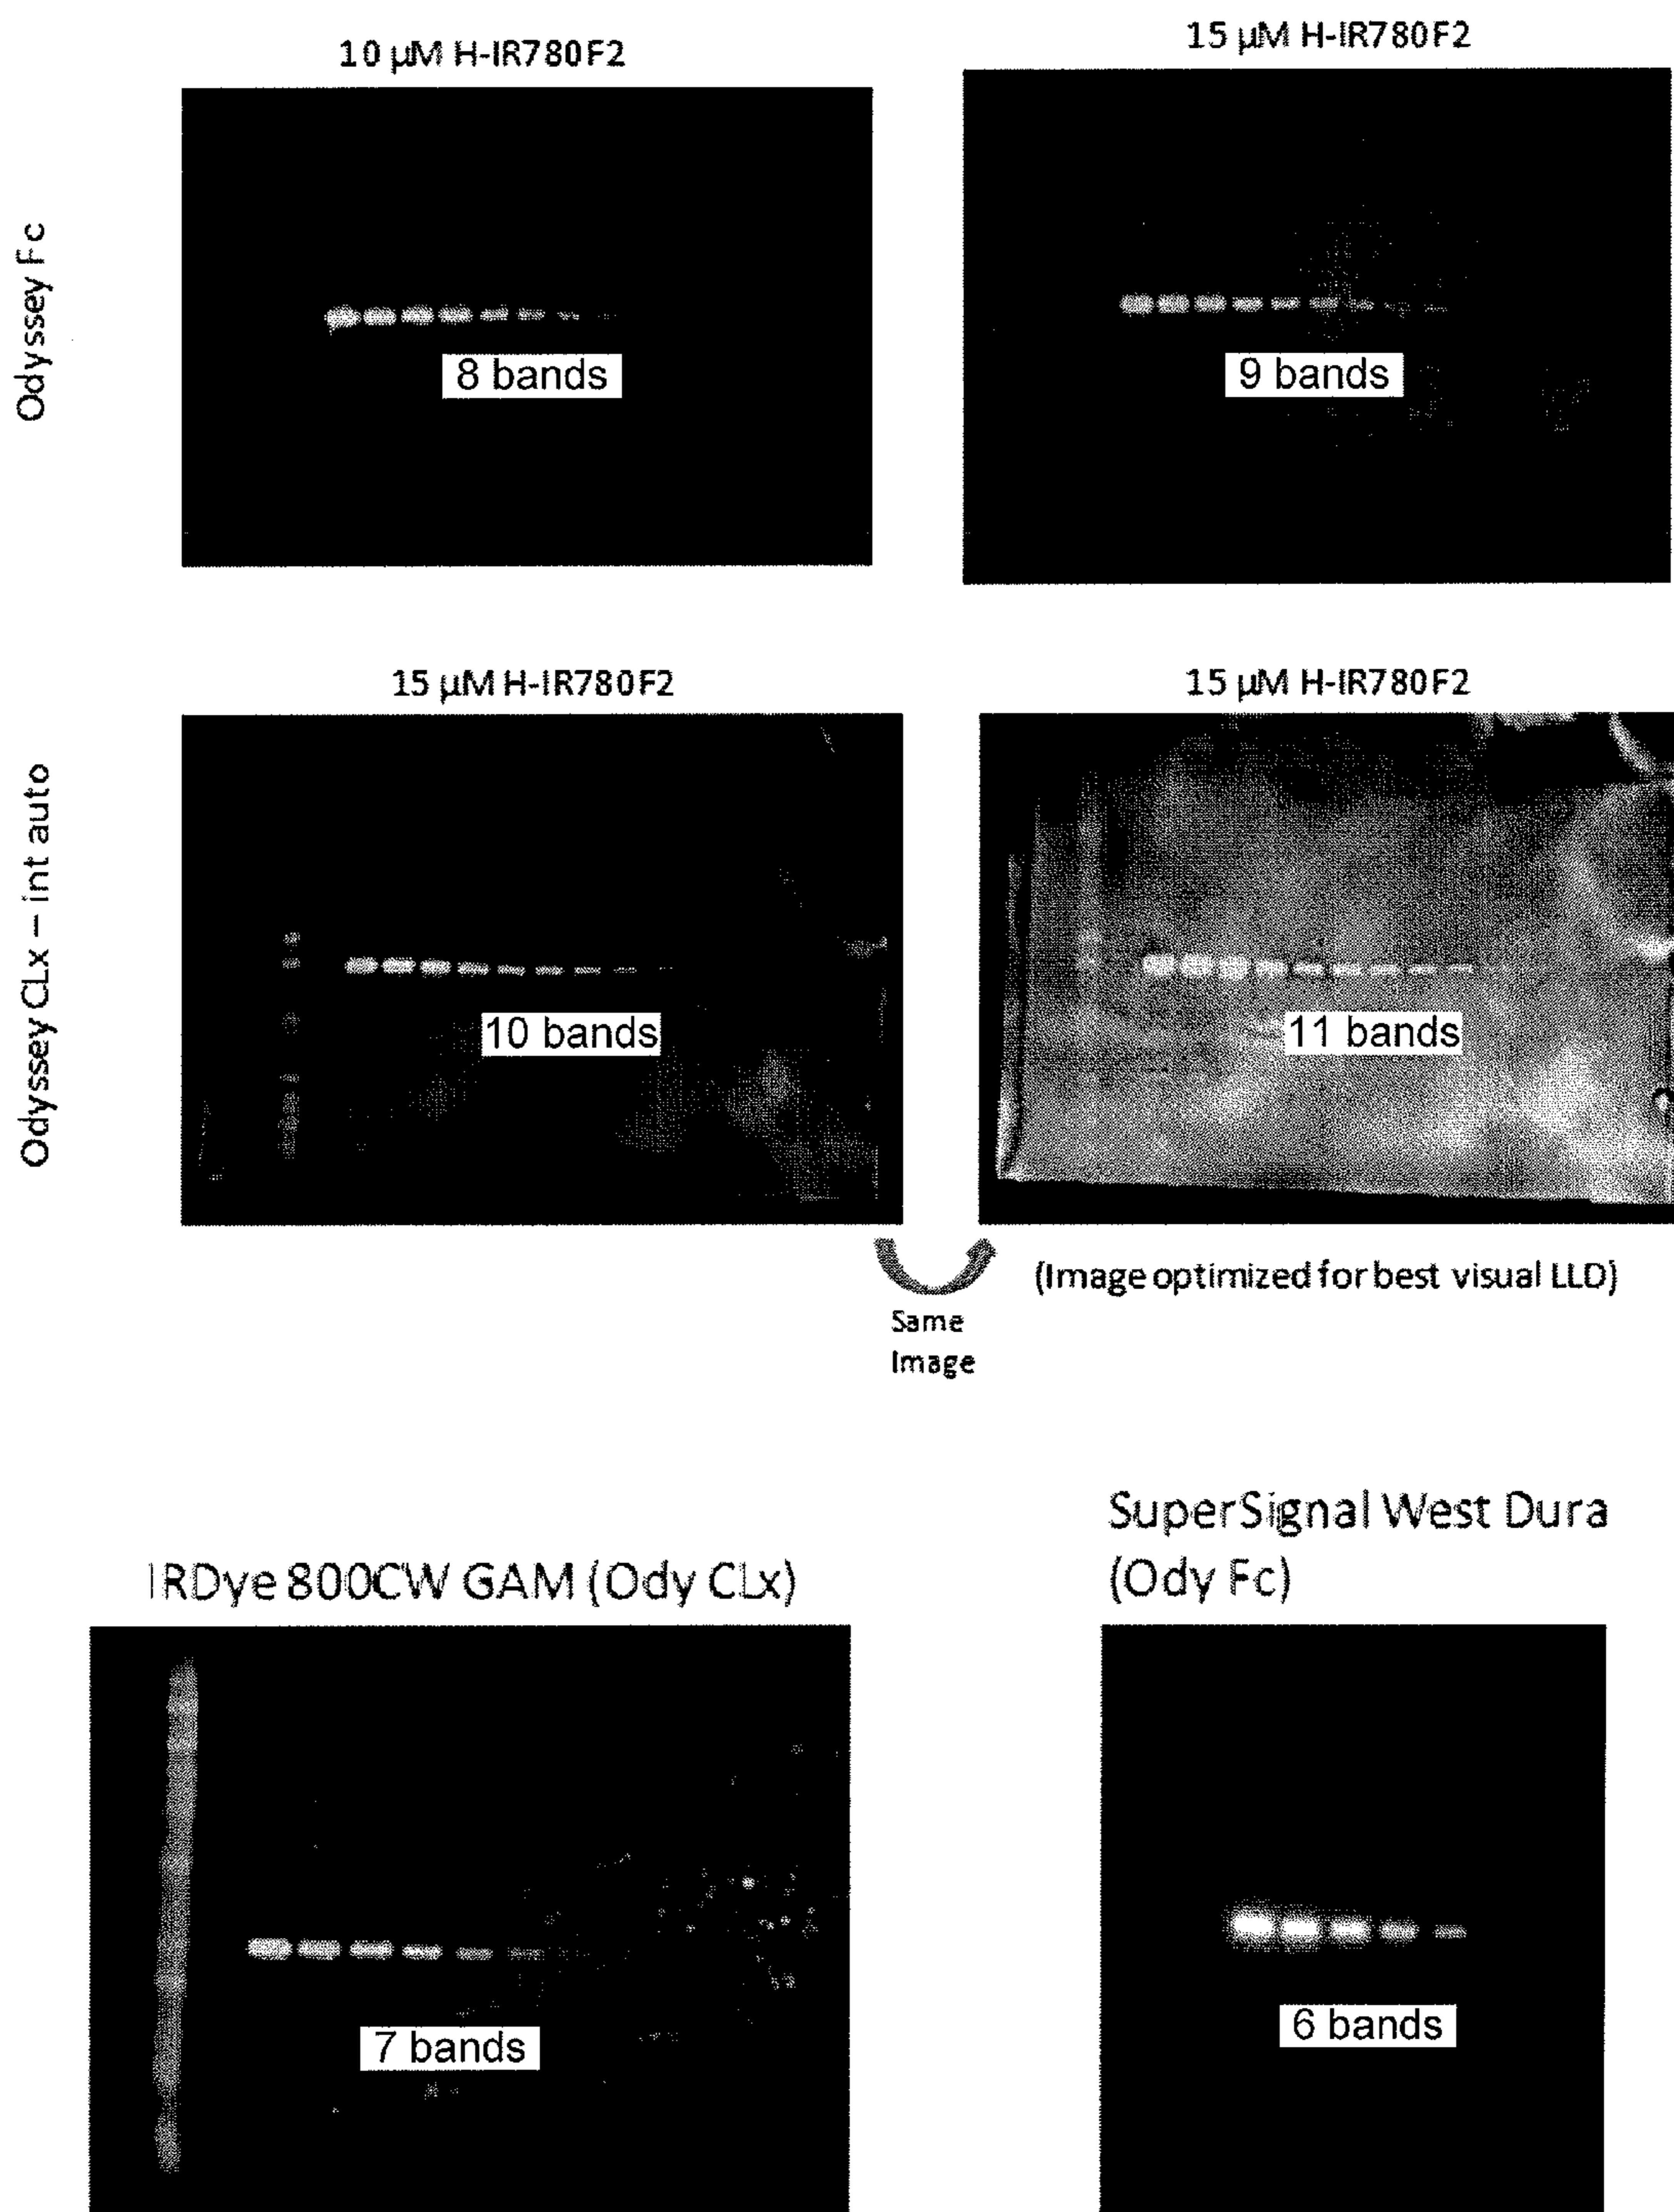 10 µM H-IR780F2
15 µM H-IR780F2
Odyssey Fc
8 bands
9 bands
15 µM H-IR780F2
15 µM H-IR780F2
Odyssey CLx – int auto
10 bands
11 bands
(Image optimized for best visual LLD)
Same
Image
IRDye 800CW GAM (Ody CLx)
SuperSignal West Dura
(Ody Fc)
7 bands
6 bands